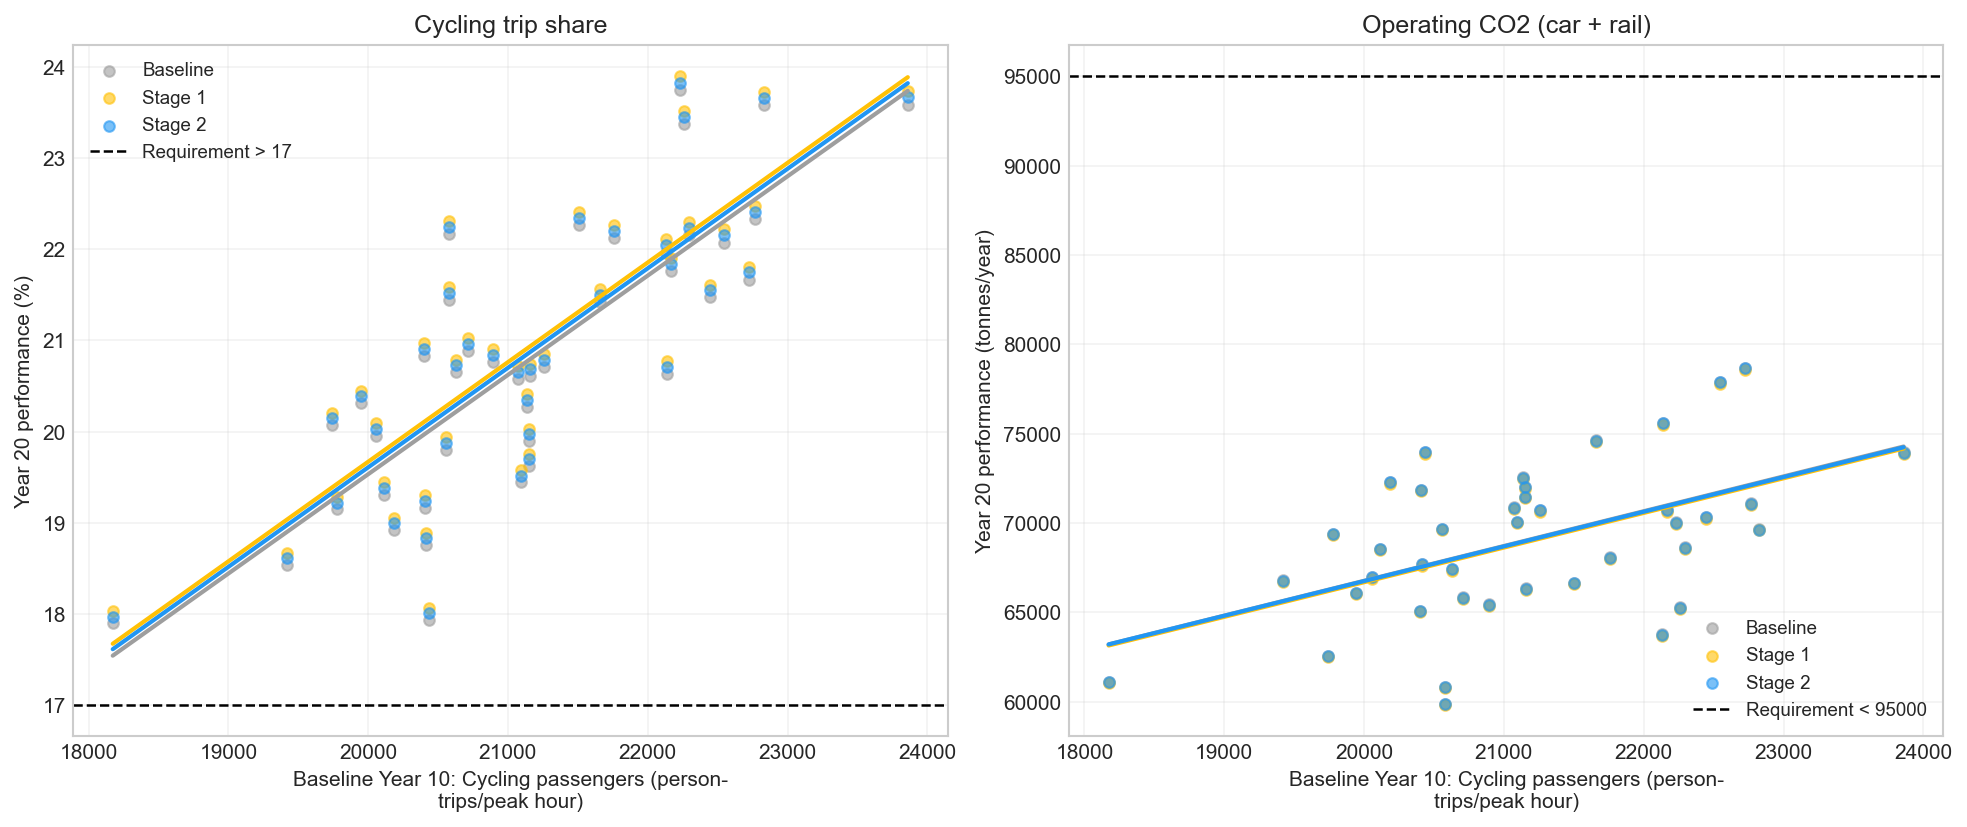 Cycling trip share
24
23
22
21
20
19
18
17
Year 20 performance (%)
Baseline
Stage 1
Stage 2
Requirement > 17
18000
19000
20000
21000
22000
23000
24000
Baseline Year 10: Cycling passengers (person-
trips/peak hour)
Operating CO2 (car + rail)
95000
90000
85000
80000
75000
70000
65000
60000
Year 20 performance (tonnes/year)
Baseline
Stage 1
Stage 2
Requirement < 95000
18000
19000
20000
21000
22000
23000
24000
Baseline Year 10: Cycling passengers (person-
trips/peak hour)